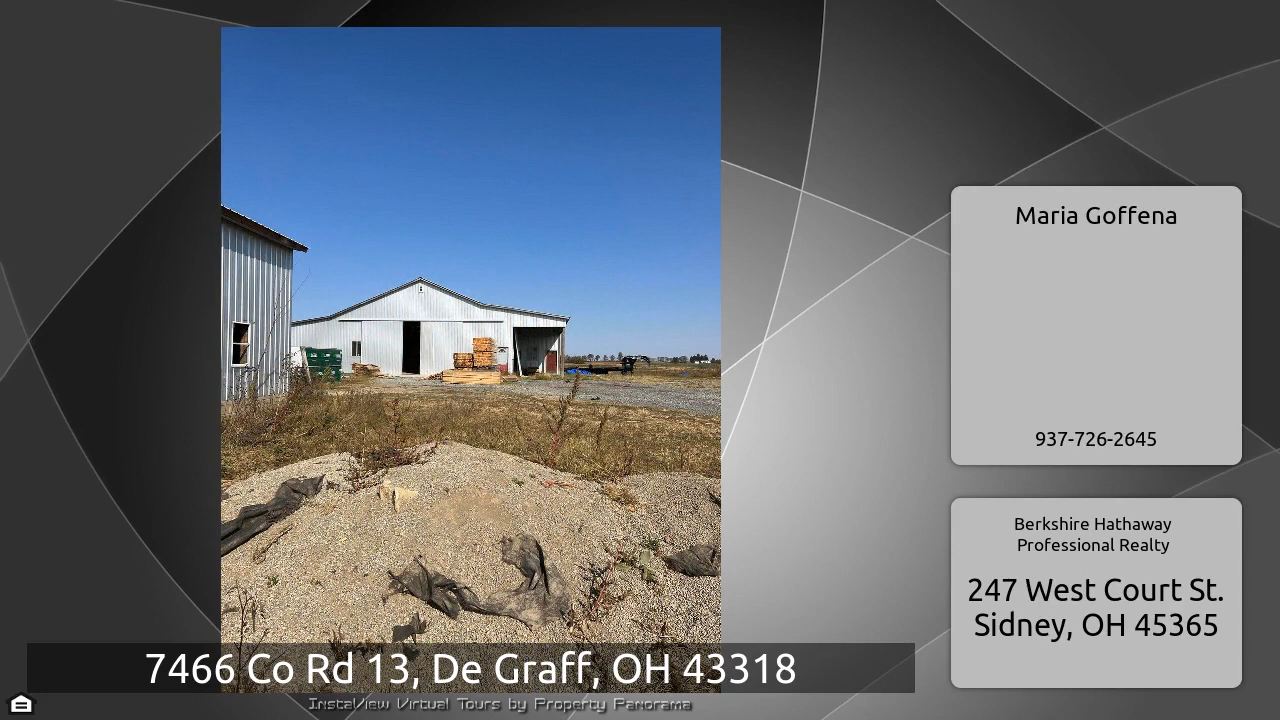 Maria Goffena
937-726-2645
Berkshire Hathaway
Professional Realty
247 West Court St.
Sidney, OH 45365
7466 Co Rd 13, De Graff, OH 43318
InstaView Virtual Tours by Property Panorama